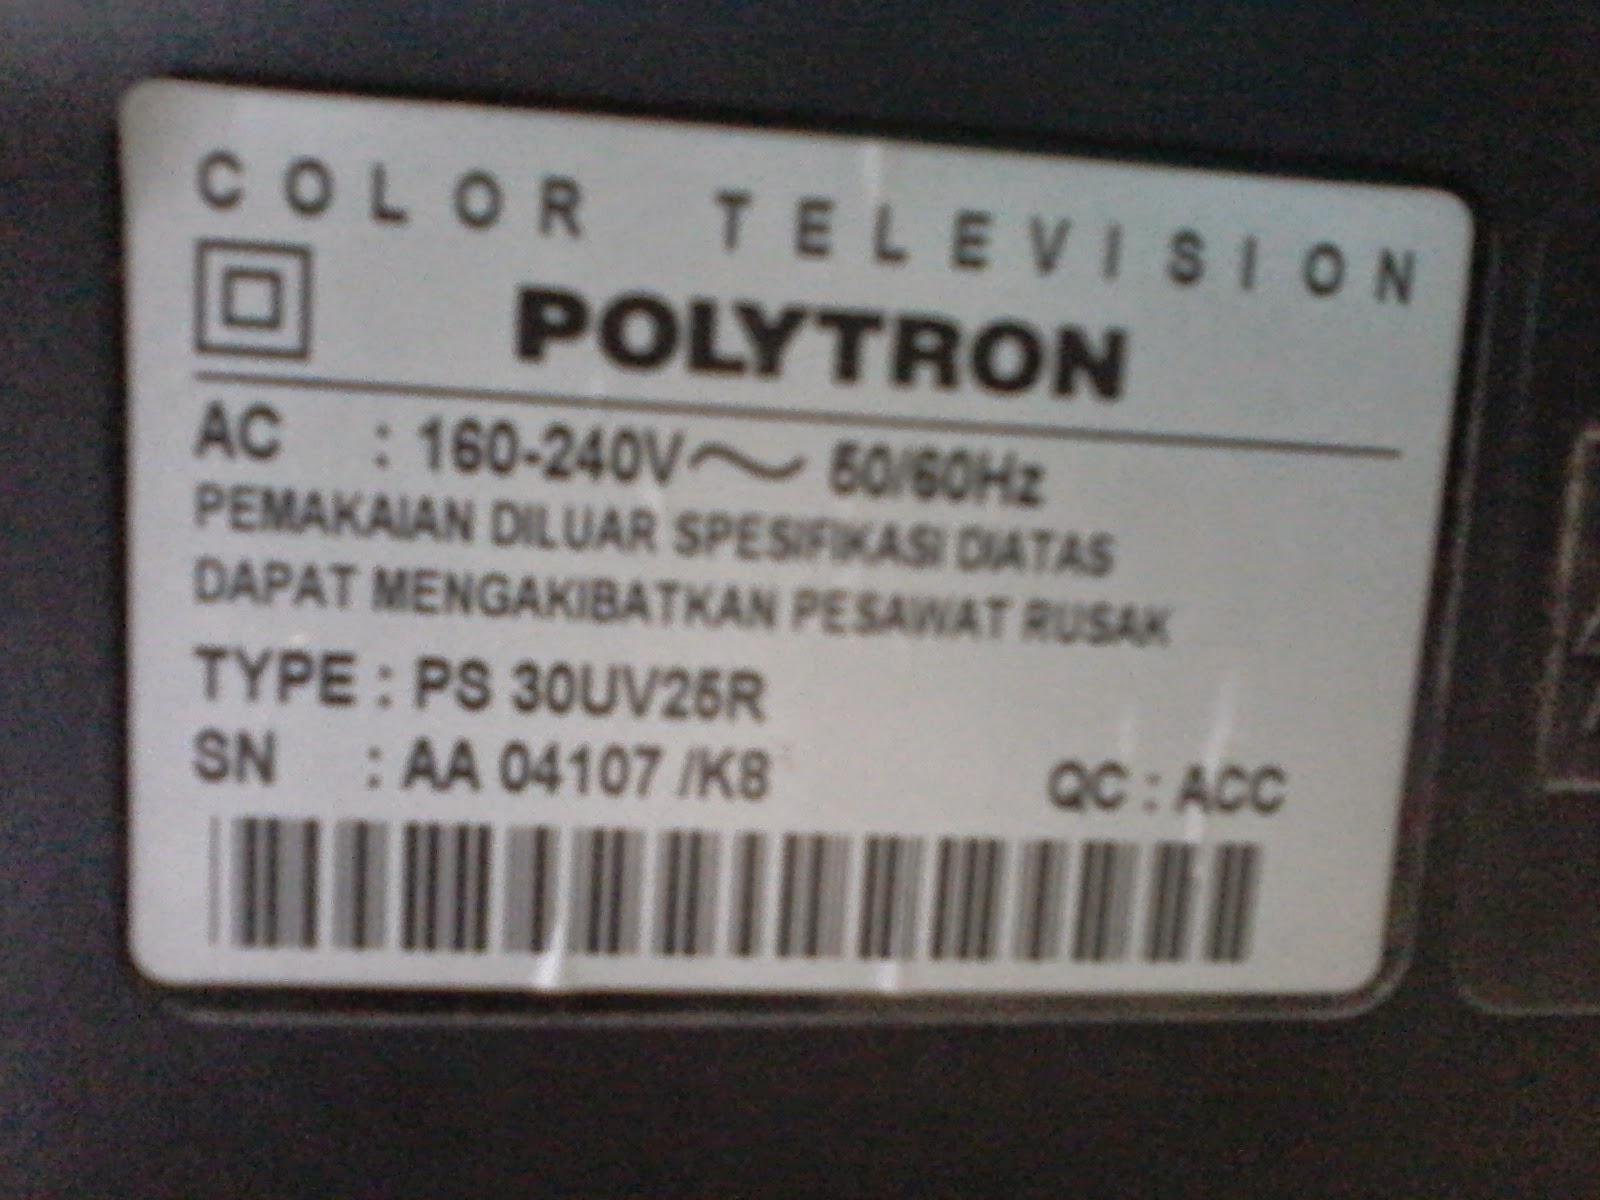 COLOR TELEVISION
POLYTRON
AC : 160-240V~ 50/60Hz
PEMAKAIAN DILUAR SPESIFIKASI DIATAS
DAPAT MENGAKIBATKAN PESAWAT RUSAK
TYPE : PS 30UV25R
SN : AA 04107 /K8 QC : ACC